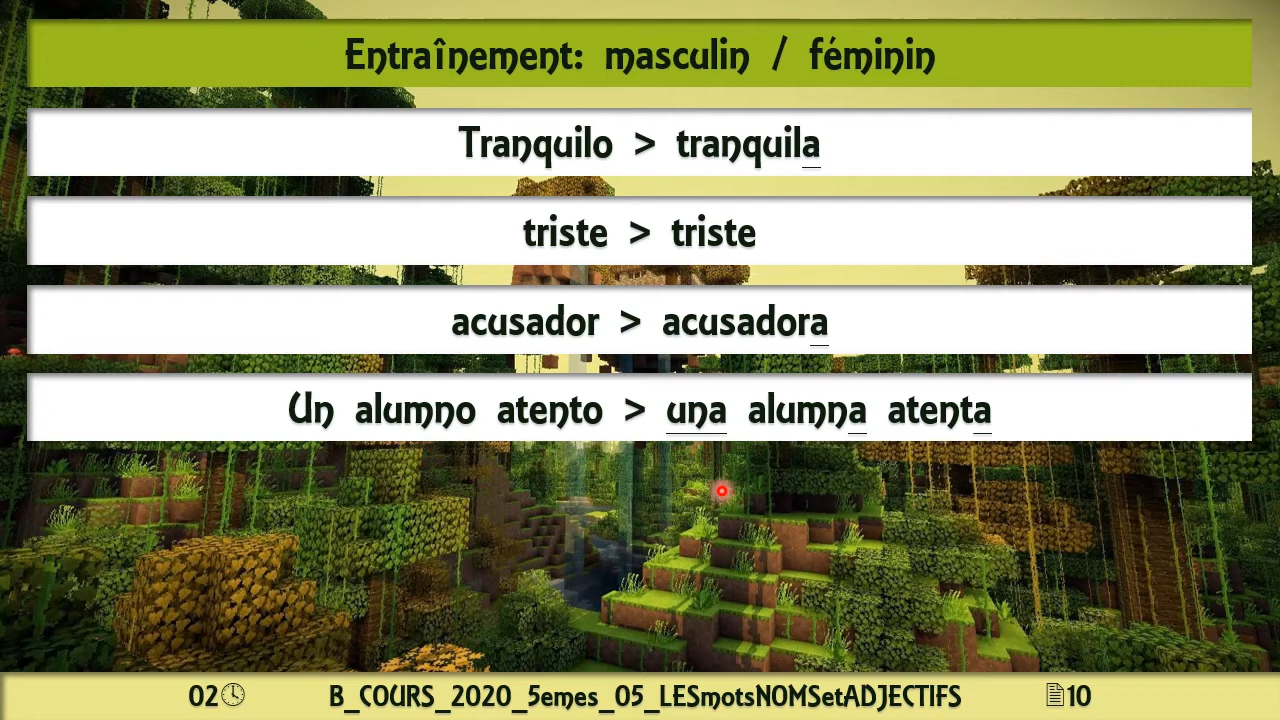 Entraînement: masculin / féminin
Tranquilo > tranquila
triste > triste
acusador > acusadora
Un alumno atento > una alumna atenta
02 B_COURS_2020_5emes_05_LESmotsNOMSetADJECTIFS 10